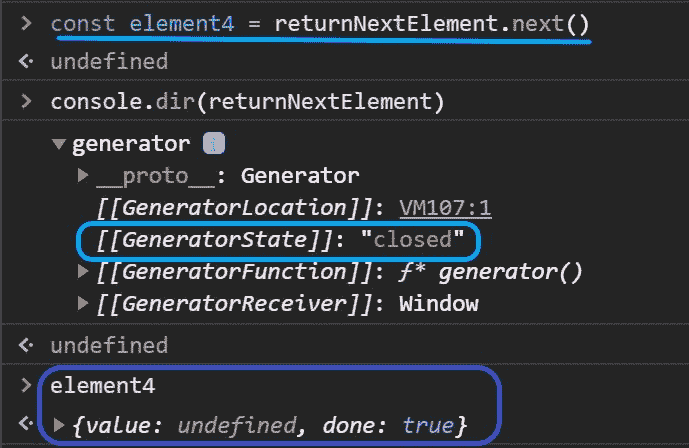 > const element4 = returnNextElement.next()
< undefined
> console.dir(returnNextElement)
▼ generator i
▶ __proto__: Generator
[[GeneratorLocation]]: VM107:1
[[GeneratorState]]: "closed"
▶ [[GeneratorFunction]]: ƒ* generator()
▶ [[GeneratorReceiver]]: Window
< undefined
> element4
< ▶ {value: undefined, done: true}